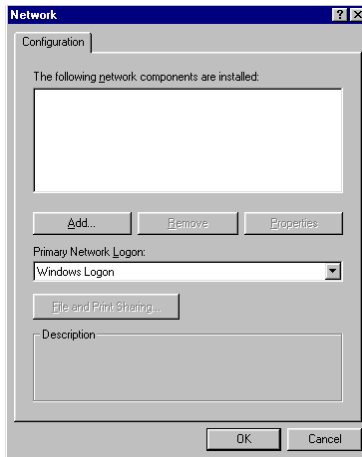 Network
Configuration
The following network components are installed:
Add... Remove Properties
Primary Network Logon:
Windows Logon
File and Print Sharing...
Description
OK Cancel